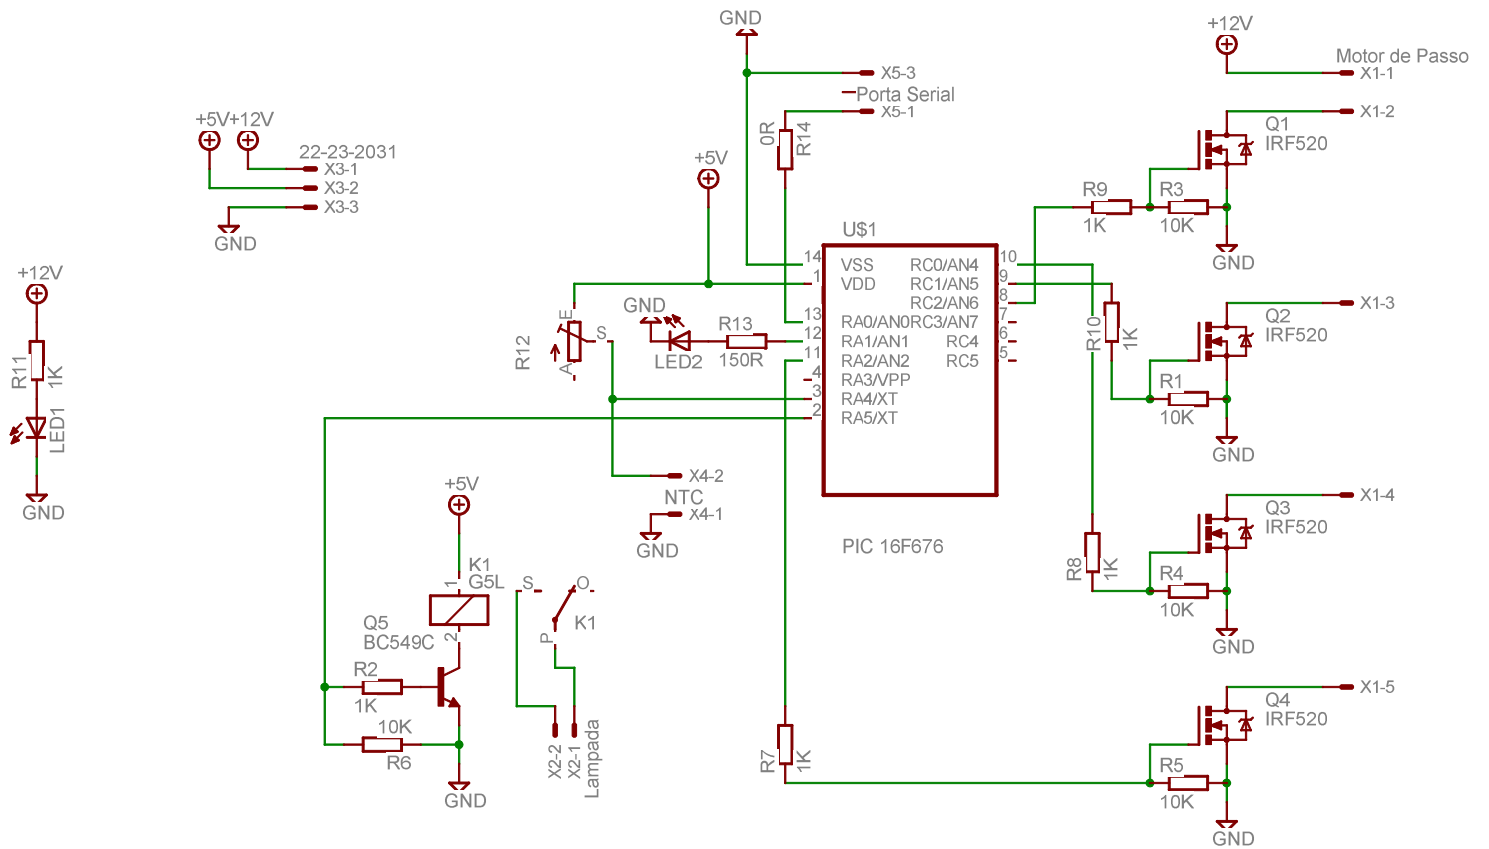 GND
X5-3
Porta Serial
X5-1
0R
R14
+12V
Motor de Passo
X1-1
X1-2
Q1
IRF520
R9
1K
R3
10K
GND
+5V
+12V
22-23-2031
X3-1
X3-2
X3-3
GND
+5V
U$1
14
VSS
1
VDD
13
RA0/AN0
12
RA1/AN1
11
RA2/AN2
4
RA3/VPP
3
RA4/XT
2
RA5/XT
RC0/AN4
10
RC1/AN5
9
RC2/AN6
8
RC3/AN7
7
RC4
6
RC5
5
PIC 16F676
+12V
R11
1K
LED1
GND
GND
LED2
R13
150R
R12
E
S
A
X4-2
NTC
X4-1
GND
R10
1K
X1-3
Q2
IRF520
R1
10K
GND
X1-4
Q3
IRF520
R8
1K
R4
10K
GND
+5V
K1
G5L
1
2
Q5
BC549C
R2
1K
10K
R6
GND
S
O
P
K1
X2-2
X2-1
Lampada
R7
1K
X1-5
Q4
IRF520
R5
10K
GND